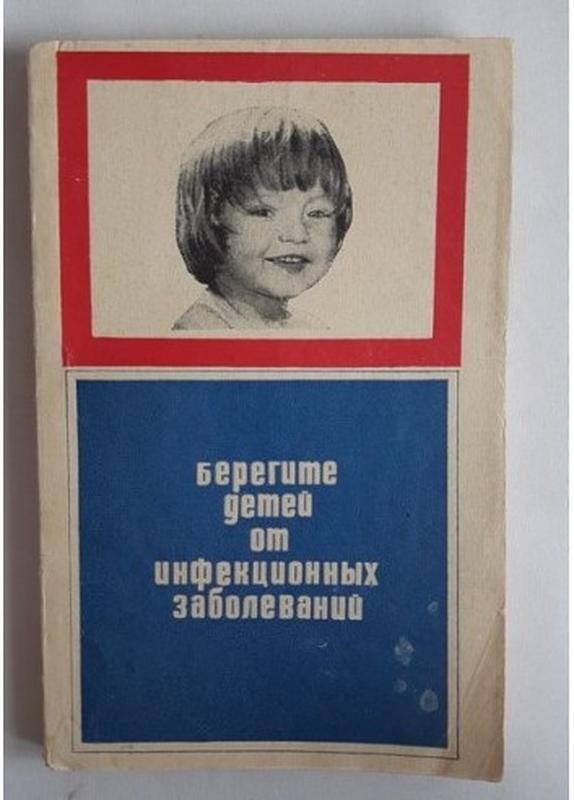 Берегите
детей
от
инфекционных
заболеваний